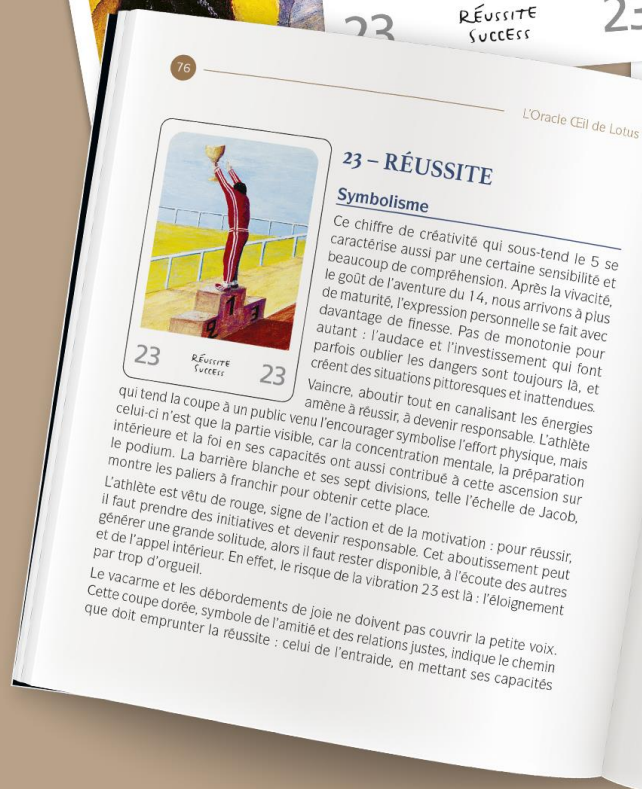 23
RÉUSSITE
SUCCESS
76
L'Oracle Œil de Lotus
23 – RÉUSSITE
Symbolisme
Ce chiffre de créativité qui sous-tend le 5 se
caractérise aussi par une certaine sensibilité et
beaucoup de compréhension. Après la vivacité,
le goût de l'aventure du 14, nous arrivons à plus
de maturité, l'expression personnelle se fait avec
davantage de finesse. Pas de monotonie pour
autant : l'audace et l'investissement qui font
parfois oublier les dangers sont toujours là, et
créent des situations pittoresques et inattendues.
Vaincre, aboutir tout en canalisant les énergies
amène à réussir, à devenir responsable. L'athlète
qui tend la coupe à un public venu l'encourager symbolise l'effort physique, mais
celui-ci n'est que la partie visible, car la concentration mentale, la préparation
intérieure et la foi en ses capacités ont aussi contribué à cette ascension sur
le podium. La barrière blanche et ses sept divisions, telle l'échelle de Jacob,
montre les paliers à franchir pour obtenir cette place.
L'athlète est vêtu de rouge, signe de l'action et de la motivation : pour réussir,
il faut prendre des initiatives et devenir responsable. Cet aboutissement peut
générer une grande solitude, alors il faut rester disponible, à l'écoute des autres
et de l'appel intérieur. En effet, le risque de la vibration 23 est là : l'éloignement
par trop d'orgueil.
Le vacarme et les débordements de joie ne doivent pas couvrir la petite voix.
Cette coupe dorée, symbole de l'amitié et des relations justes, indique le chemin
que doit emprunter la réussite : celui de l'entraide, en mettant ses capacités
2 1 3
23 RÉUSSITE 23
SUCCESS